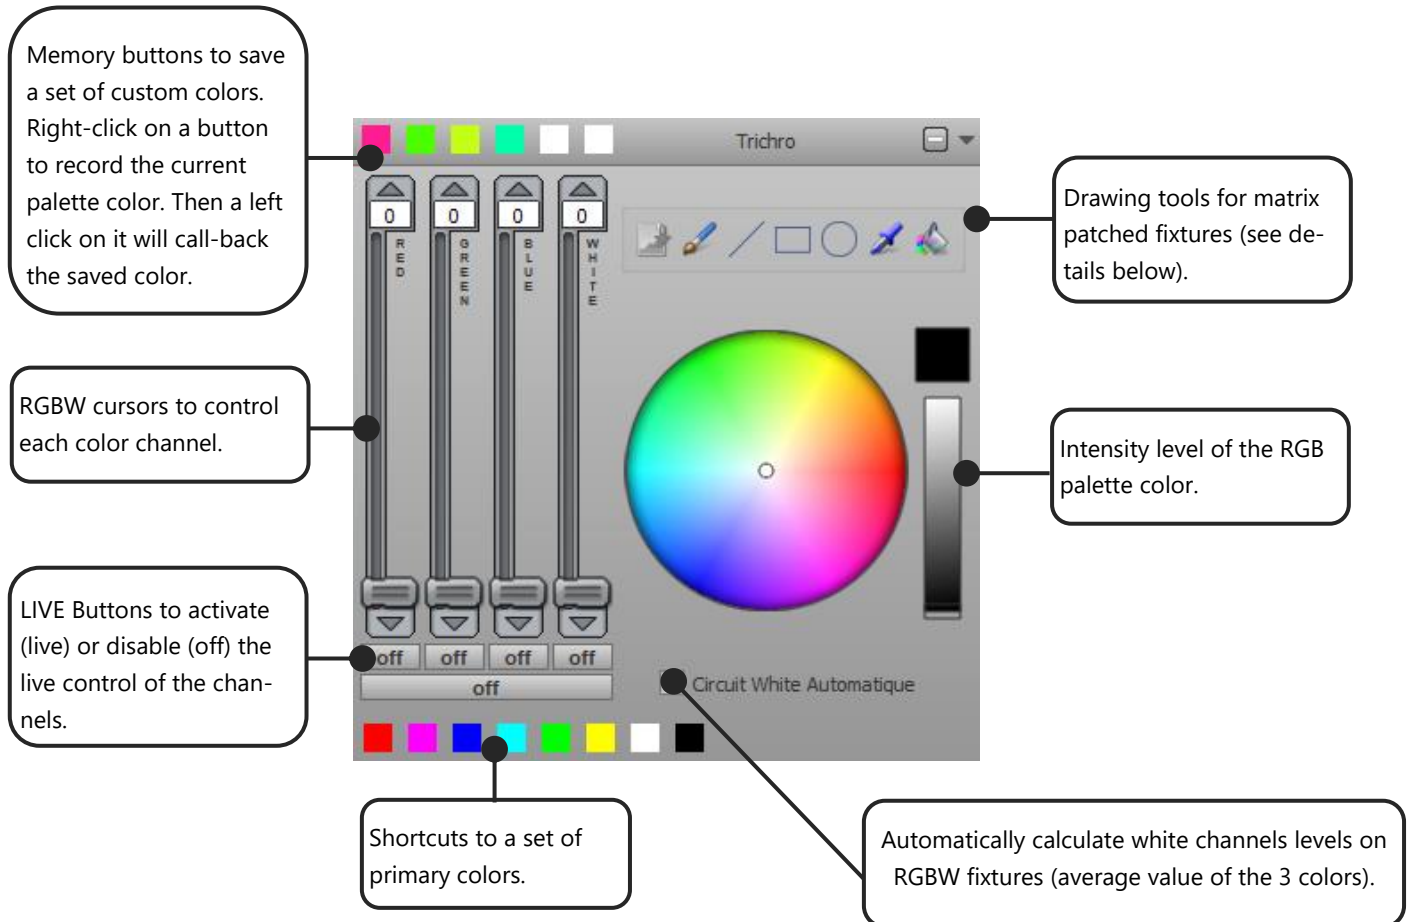 Memory buttons to save
a set of custom colors.
Right-click on a button
to record the current
palette color. Then a left
click on it will call-back
the saved color.
RGBW cursors to control
each color channel.
LIVE Buttons to activate
(live) or disable (off) the
live control of the chan-
nels.
Trichro
0 0 0 0
RED
GREEN
BLUE
WHITE
off off off off
off
Circuit White Automatique
Drawing tools for matrix
patched fixtures (see de-
tails below).
Intensity level of the RGB
palette color.
Shortcuts to a set of
primary colors.
Automatically calculate white channels levels on
RGBW fixtures (average value of the 3 colors).